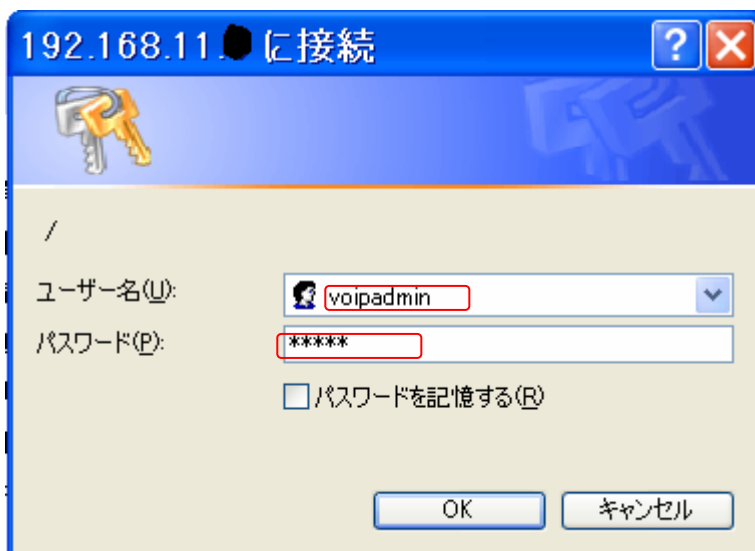 192.168.11. に接続
/
ユーザー名(U):
voipadmin
パスワード(P):
*****
パスワードを記憶する(R)
OK
キャンセル